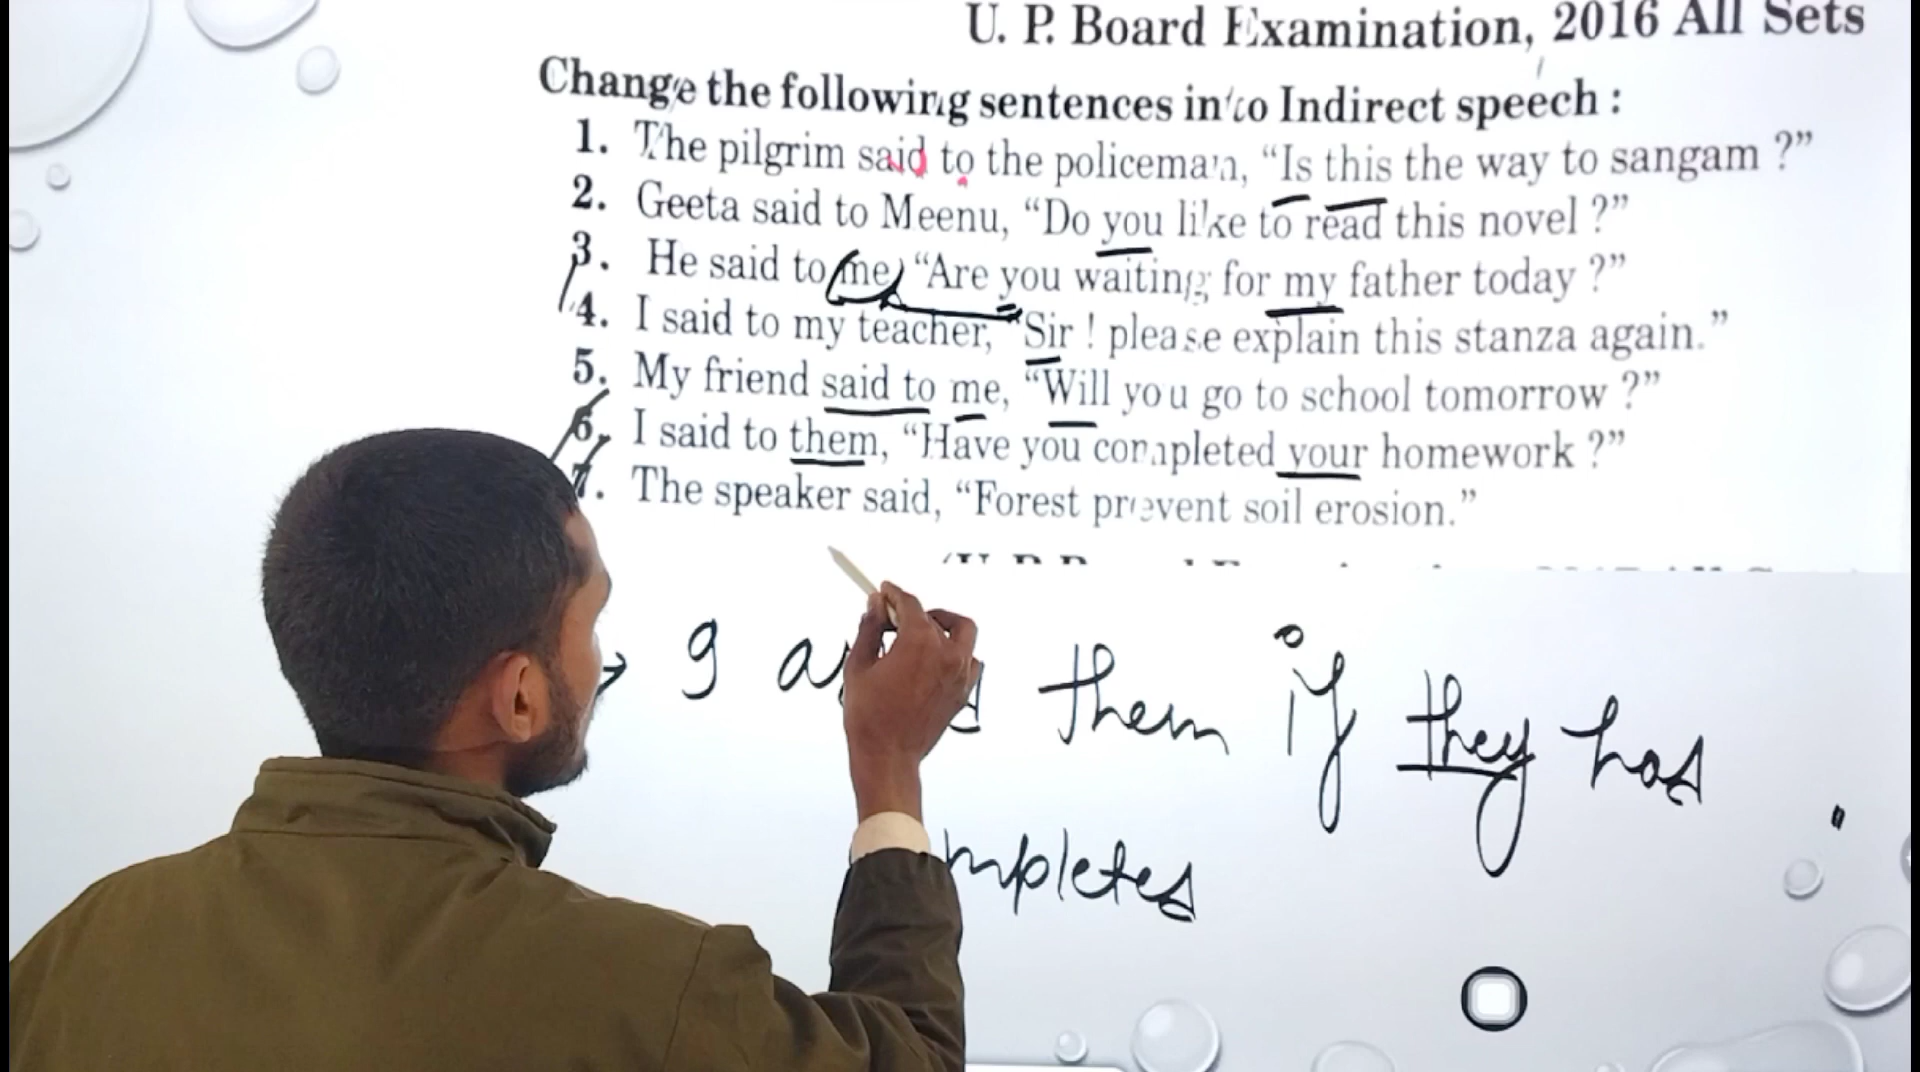 U. P. Board Examination, 2016 All Sets
Change the following sentences into Indirect speech :
1. The pilgrim said to the policeman, “Is this the way to sangam ?”
2. Geeta said to Meenu, “Do you like to read this novel ?”
3. He said to me, “Are you waiting for my father today ?”
4. I said to my teacher, “Sir ! please explain this stanza again.”
5. My friend said to me, “Will you go to school tomorrow ?”
6. I said to them, “Have you completed your homework ?”
7. The speaker said, “Forest prevent soil erosion.”
them if they had